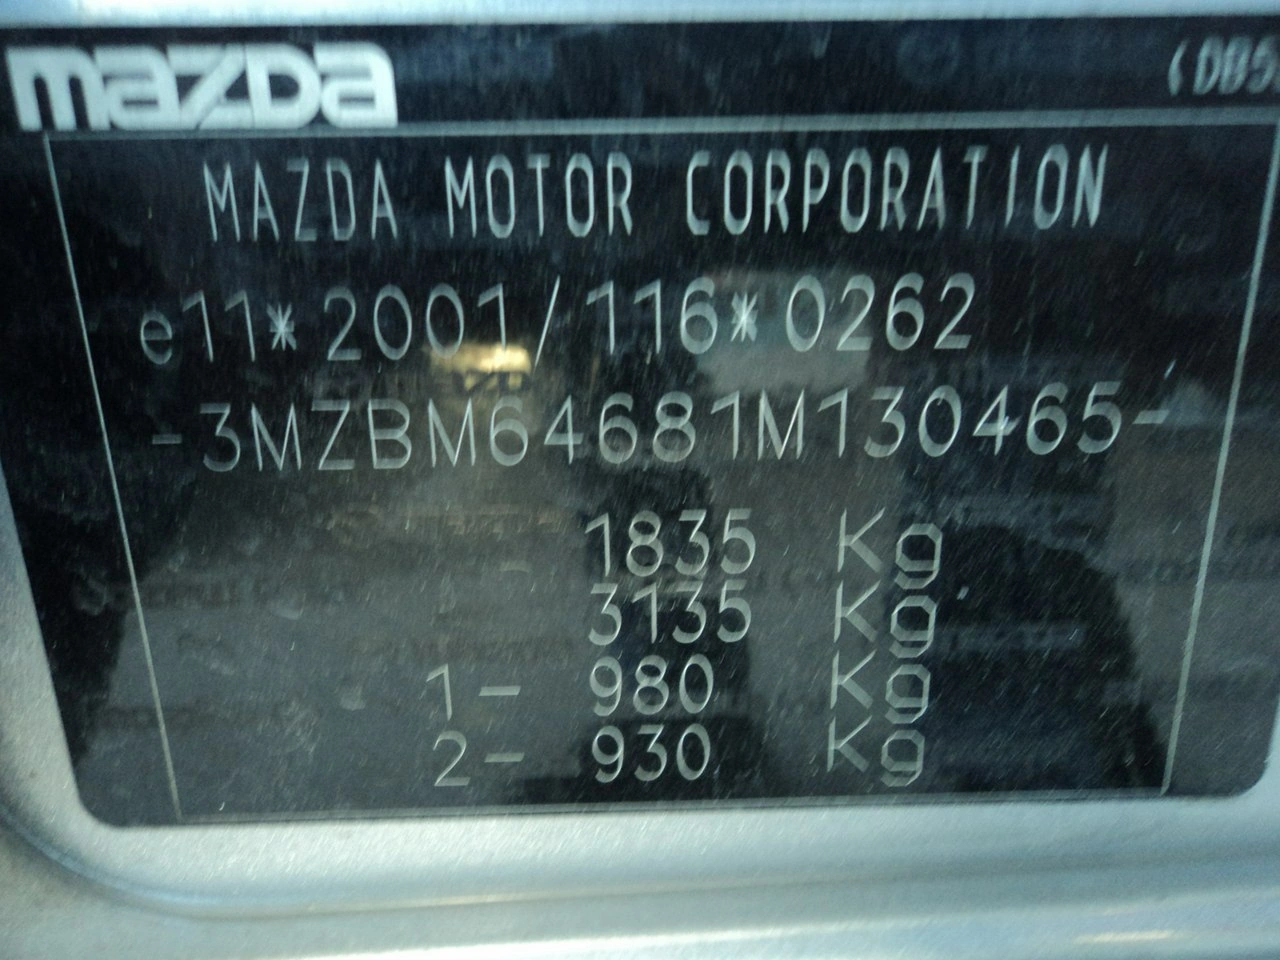 mazda
MAZDA MOTOR CORPORATION
e11*2001/116*0262
-3MZBM64681M130465-
1835 Kg
3135 Kg
1- 980 Kg
2- 930 Kg